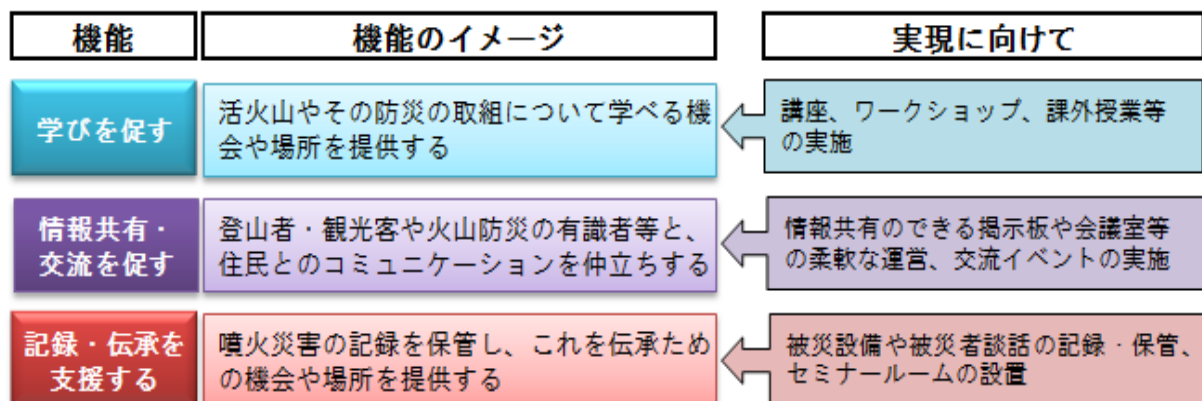 機能
機能のイメージ
実現に向けて
学びを促す
活火山やその防災の取組について学べる機
会や場所を提供する
講座、ワークショップ、課外授業等
の実施
情報共有・
交流を促す
登山者・観光客や火山防災の有識者等と、
住民とのコミュニケーションを仲立ちする
情報共有のできる掲示板や会議室等
の柔軟な運営、交流イベントの実施
記録・伝承を
支援する
噴火災害の記録を保管し、これを伝承ため
の機会や場所を提供する
被災設備や被災者談話の記録・保管、
セミナールームの設置